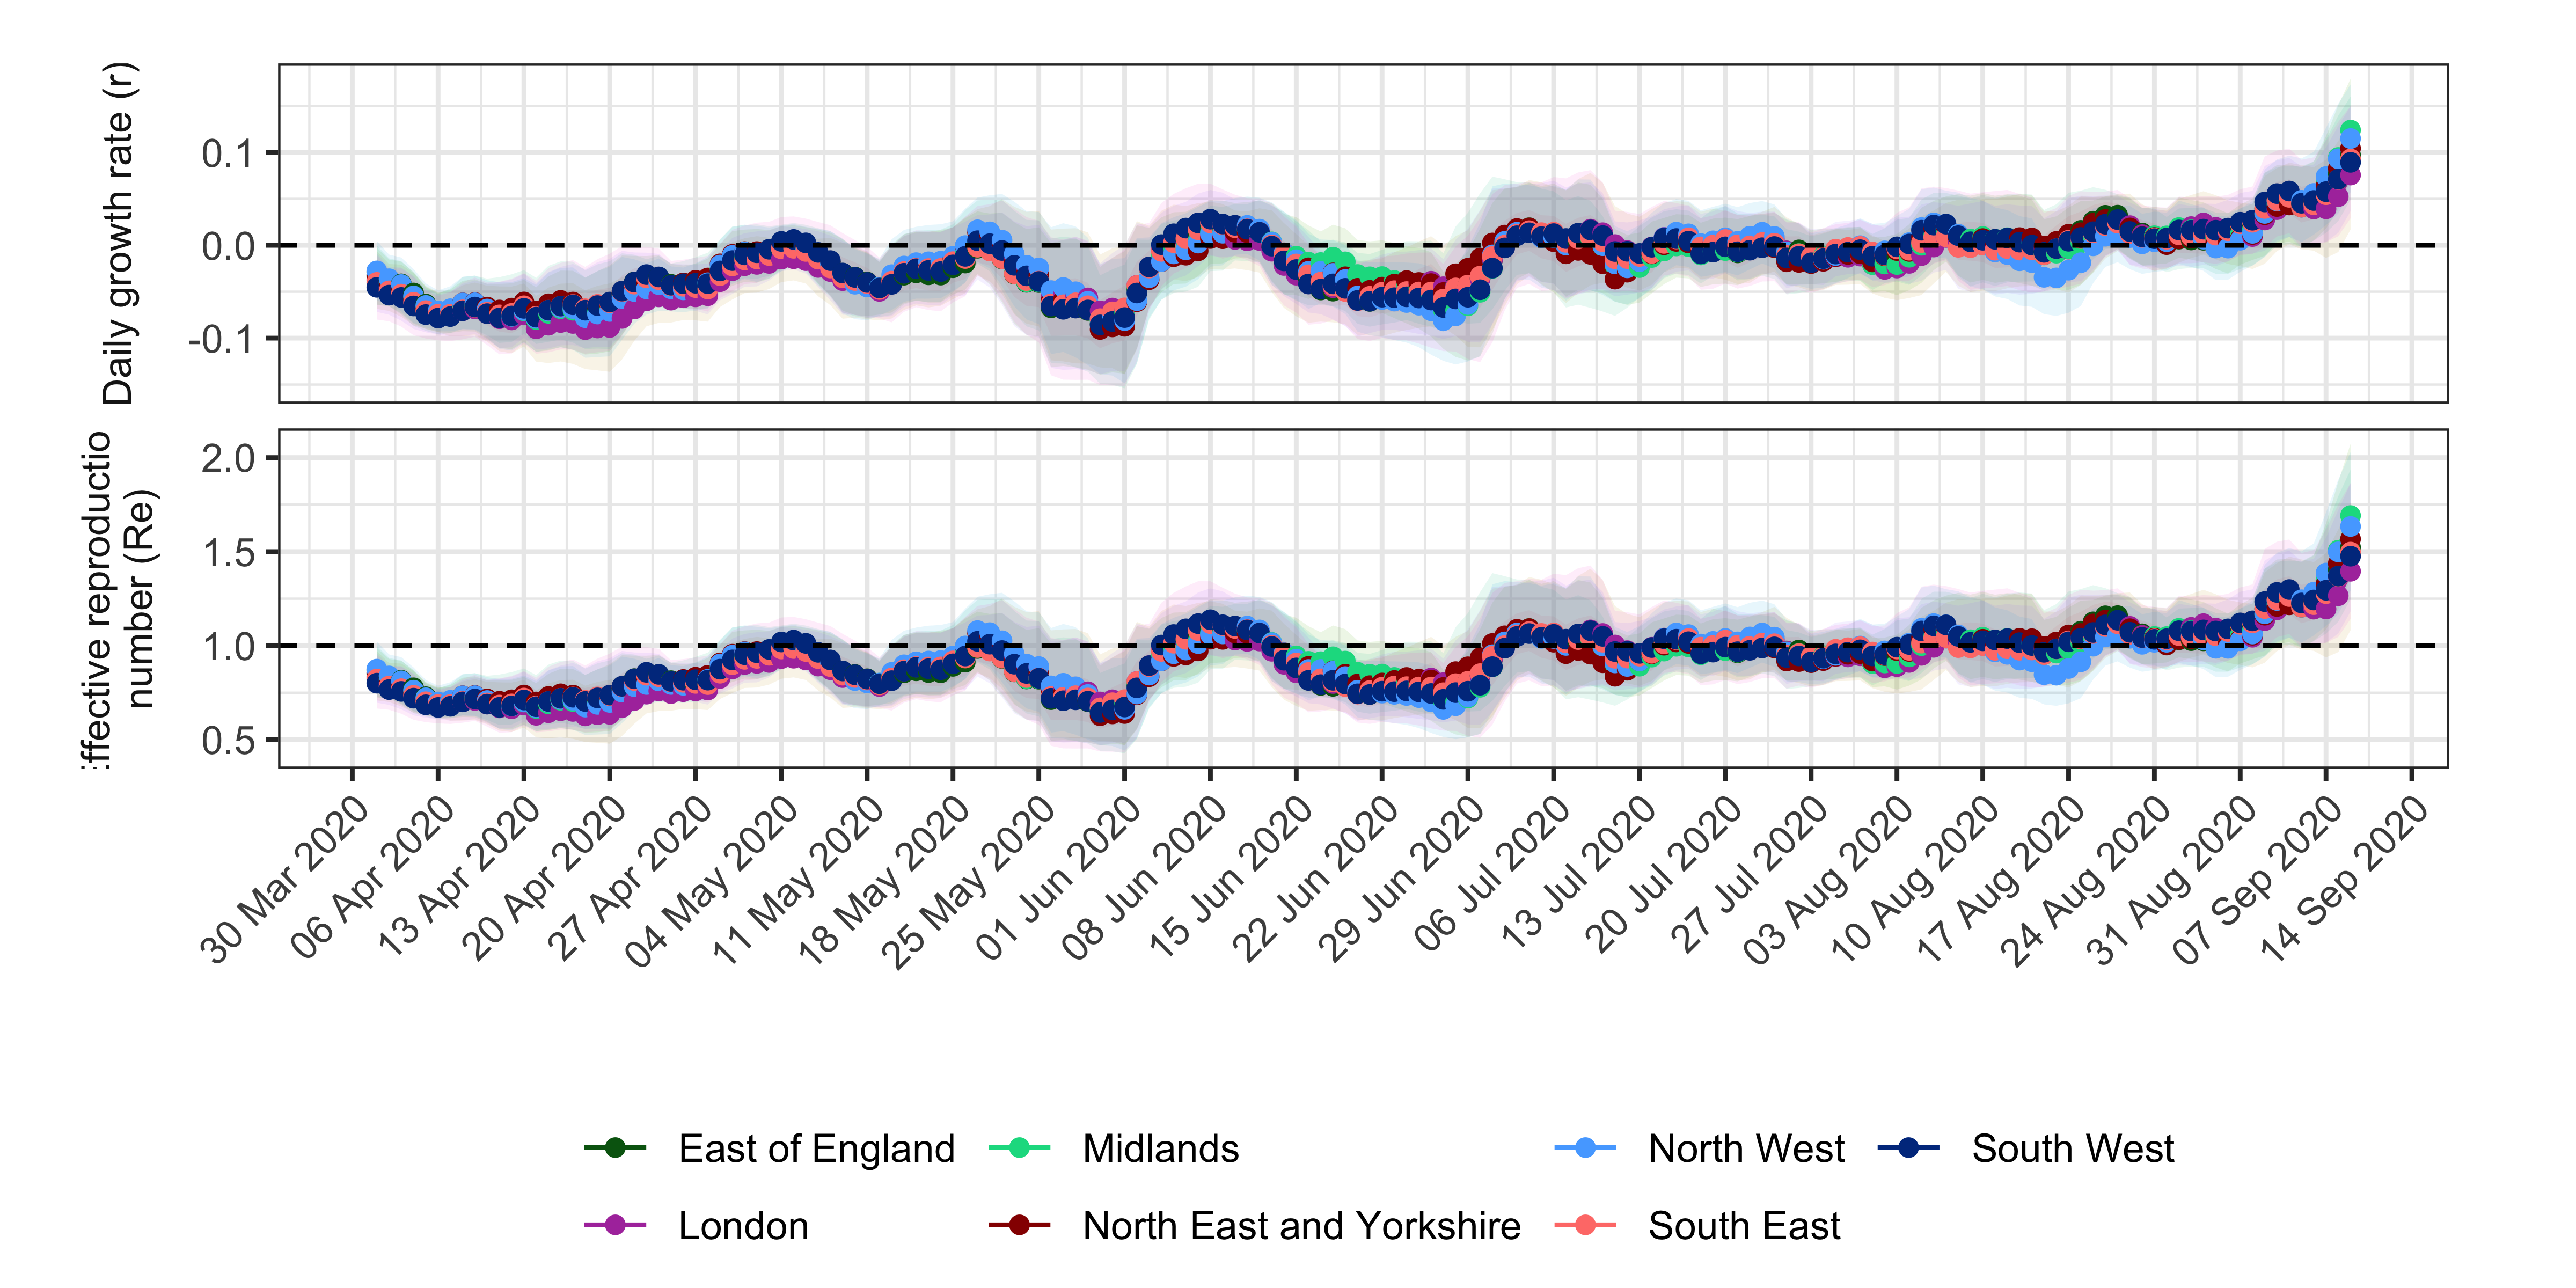 Daily growth rate (r)
0.1
0.0
-0.1
ffective reproductio
number (Re)
2.0
1.5
1.0
0.5
30 Mar 2020
06 Apr 2020
13 Apr 2020
20 Apr 2020
27 Apr 2020
04 May 2020
11 May 2020
18 May 2020
25 May 2020
01 Jun 2020
08 Jun 2020
15 Jun 2020
22 Jun 2020
29 Jun 2020
06 Jul 2020
13 Jul 2020
20 Jul 2020
27 Jul 2020
03 Aug 2020
10 Aug 2020
17 Aug 2020
24 Aug 2020
31 Aug 2020
07 Sep 2020
14 Sep 2020
East of England
Midlands
North West
South West
London
North East and Yorkshire
South East